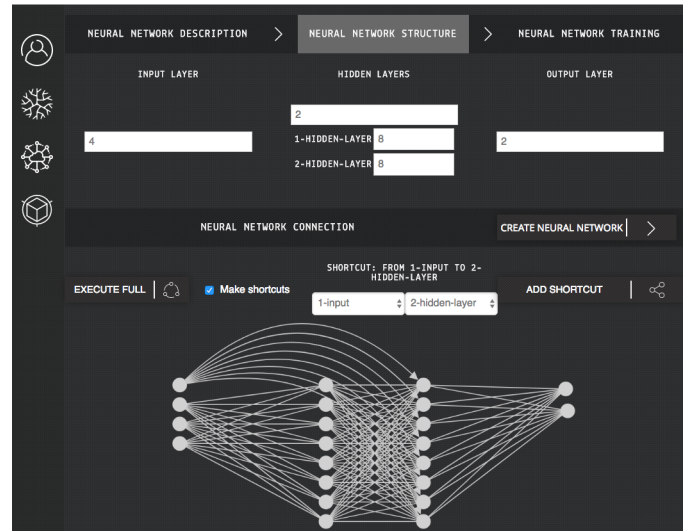 NEURAL NETWORK DESCRIPTION
NEURAL NETWORK STRUCTURE
NEURAL NETWORK TRAINING
INPUT LAYER
HIDDEN LAYERS
OUTPUT LAYER
2
4
1-HIDDEN-LAYER 8
2
2-HIDDEN-LAYER 8
NEURAL NETWORK CONNECTION
CREATE NEURAL NETWORK
SHORTCUT: FROM 1-INPUT TO 2-
HIDDEN-LAYER
EXECUTE FULL
Make shortcuts
1-input
2-hidden-layer
ADD SHORTCUT